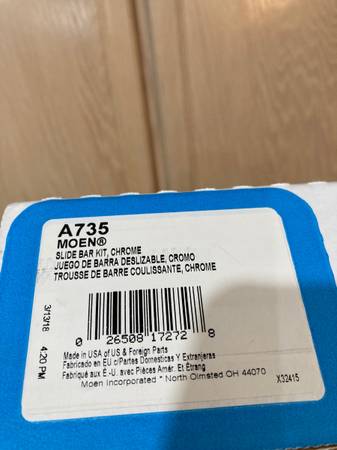 A735
MOEN®
SLIDE BAR KIT, CHROME
JUEGO DE BARRA DESLIZABLE, CROMO
TROUSSE DE BARRE COULISSANTE, CHROME
3/13/18 4:20 PM
0 26508 17272 8
Made in USA of US & Foreign Parts
Fabricado en EU c/Partes Domesticas Y Extranjeras
Fabriqué aux É.-U. avec Pièces Amér. Et Étrang
Moen Incorporated * North Olmsted OH 44070
X32415